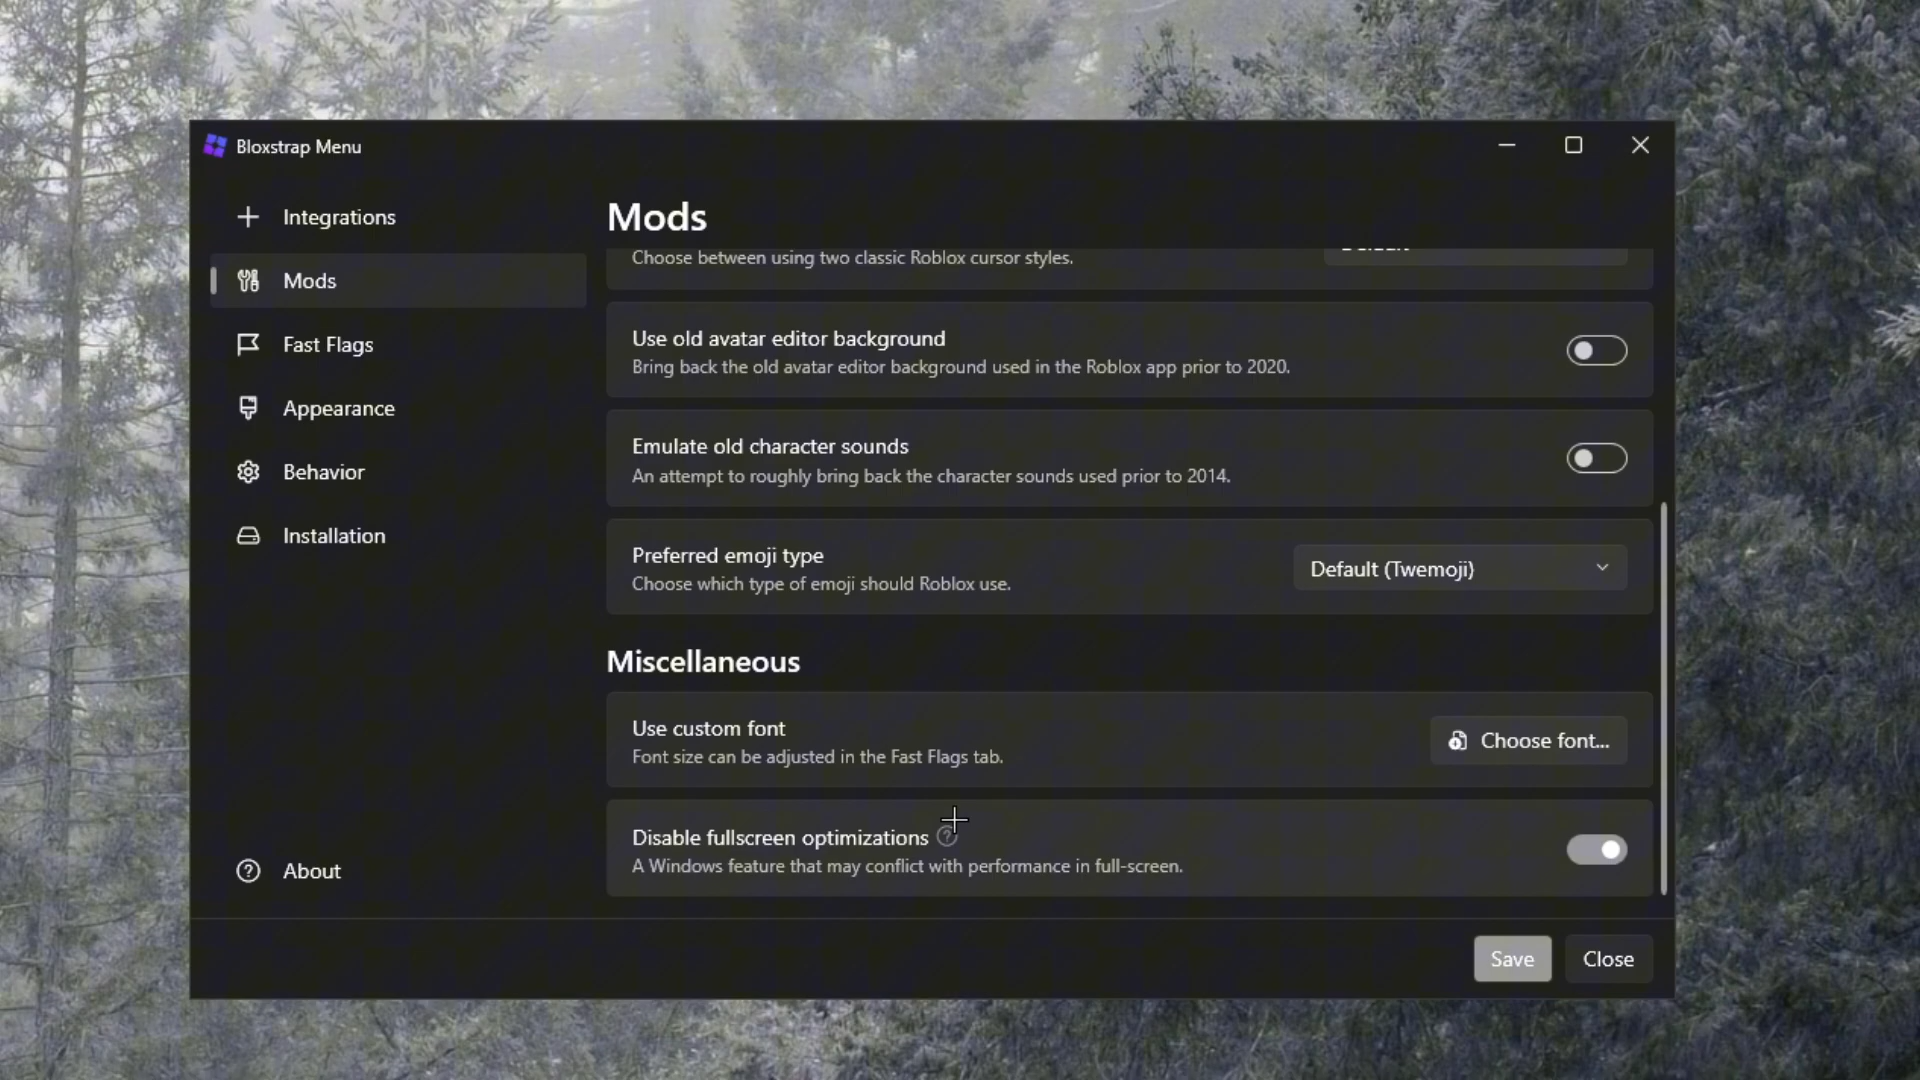 Bloxstrap Menu
Integrations
Mods
Fast Flags
Appearance
Behavior
Installation
About
Mods
Choose between using two classic Roblox cursor styles.
Use old avatar editor background
Bring back the old avatar editor background used in the Roblox app prior to 2020.
Emulate old character sounds
An attempt to roughly bring back the character sounds used prior to 2014.
Preferred emoji type
Choose which type of emoji should Roblox use.
Default (Twemoji)
Miscellaneous
Use custom font
Font size can be adjusted in the Fast Flags tab.
Choose font...
Disable fullscreen optimizations
A Windows feature that may conflict with performance in full-screen.
Save
Close